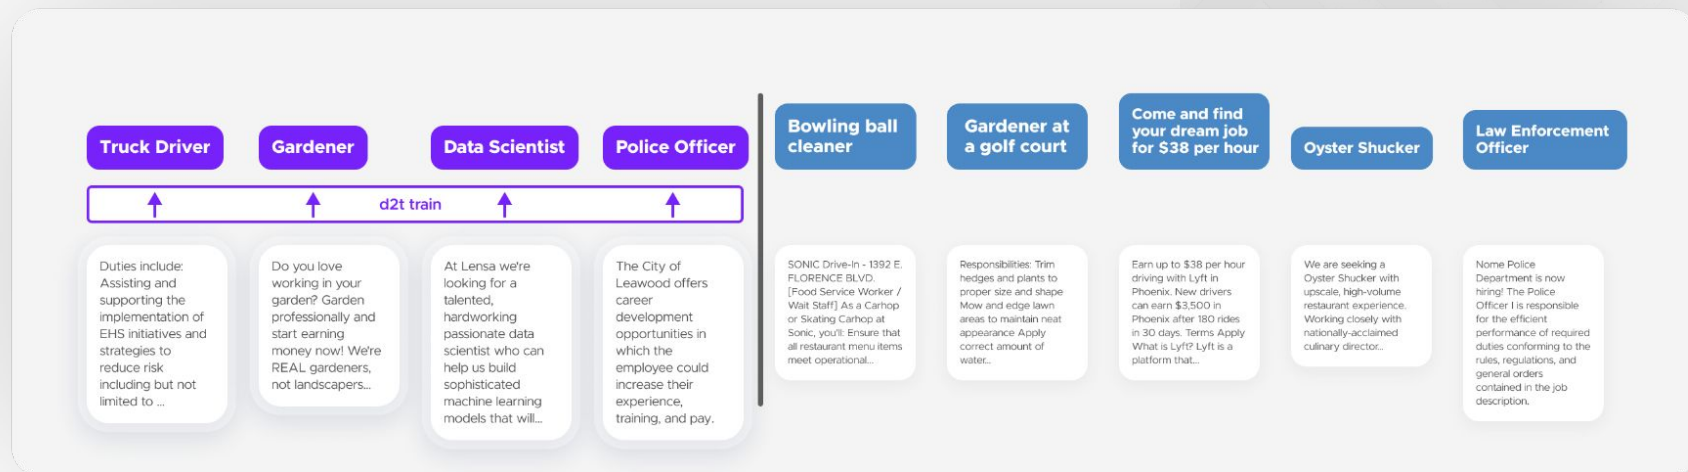 Truck Driver
Gardener
Data Scientist
Police Officer
Bowling ball
cleaner
Gardener at
a golf court
Come and find
your dream job
for $38 per hour
Oyster Shucker
Law Enforcement
Officer
d2t train
Duties include:
Assisting and
supporting the
implementation of
EHS initiatives and
strategies to
reduce risk
including but not
limited to ...
Do you love
working in your
garden? Garden
professionally and
start earning
money now! We're
REAL gardeners,
not landscapers...
At Lensa we're
looking for a
talented,
hardworking
passionate data
scientist who can
help us build
sophisticated
machine learning
models that will...
The City of
Leawood offers
career
development
opportunities in
which the
employee could
increase their
experience,
training, and pay.
SONIC Drive-In - 1392 E.
FLORENCE BLVD.
[Food Service Worker /
Wait Staff] As a Carhop
or Skating Carhop at
Sonic, you'll: Ensure that
all restaurant menu items
meet operational...
Responsibilities: Trim
hedges and plants to
proper size and shape
Mow and edge lawn
areas to maintain neat
appearance Apply
correct amount of
water...
Earn up to $38 per hour
driving with Lyft in
Phoenix. New drivers
can earn $3,500 in
Phoenix after 180 rides
in 30 days. Terms Apply
What is Lyft? Lyft is a
platform that...
We are seeking a
Oyster Shucker with
upscale, high-volume
restaurant experience.
Working closely with
nationally-acclaimed
culinary director...
Nome Police
Department is now
hiring! The Police
Officer I is responsible
for the efficient
performance of required
duties conforming to the
rules, regulations, and
general orders
contained in the job
description.